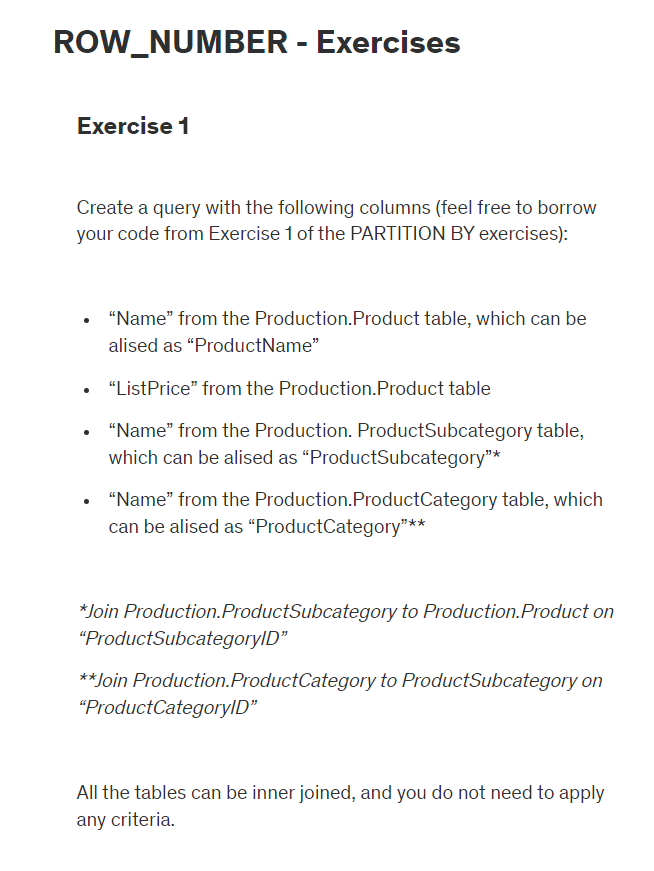 ROW_NUMBER - Exercises
Exercise 1
Create a query with the following columns (feel free to borrow
your code from Exercise 1 of the PARTITION BY exercises):
• “Name” from the Production.Product table, which can be
alised as “ProductName”
• “ListPrice” from the Production.Product table
• “Name” from the Production. ProductSubcategory table,
which can be alised as “ProductSubcategory”*
• “Name” from the Production.ProductCategory table, which
can be alised as “ProductCategory”**
*Join Production.ProductSubcategory to Production.Product on
“ProductSubcategoryID”
**Join Production.ProductCategory to ProductSubcategory on
“ProductCategoryID”
All the tables can be inner joined, and you do not need to apply
any criteria.